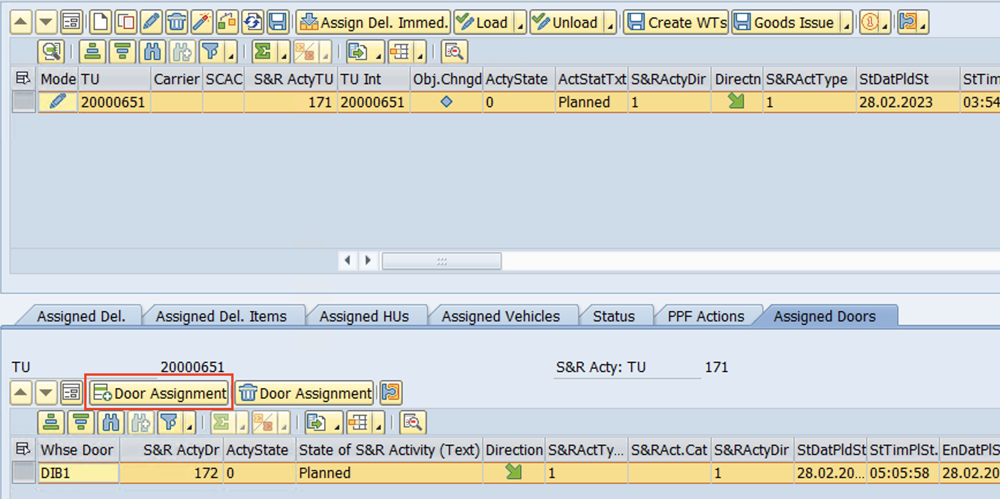 Assign Del. Immed. Load Unload Create WTs Goods Issue
Mode TU Carrier SCAC S&R ActyTU TU Int Obj.Chngd ActyState ActStatTxt S&RActyDir Directn S&RActType StDatPldSt StTim
20000651 171 20000651 0 Planned 1 1 28.02.2023 03:54
Assigned Del. Assigned Del. Items Assigned HUs Assigned Vehicles Status PPF Actions Assigned Doors
TU 20000651 S&R Acty: TU 171
Door Assignment Door Assignment
Whse Door S&R ActyDr ActyState State of S&R Activity (Text) Direction S&RActTy... S&RAct.Cat S&RActyDir StDatPldSt StTimPlSt. EnDatPlS
DIB1 172 0 Planned 1 1 28.02.20... 05:05:58 28.02.20